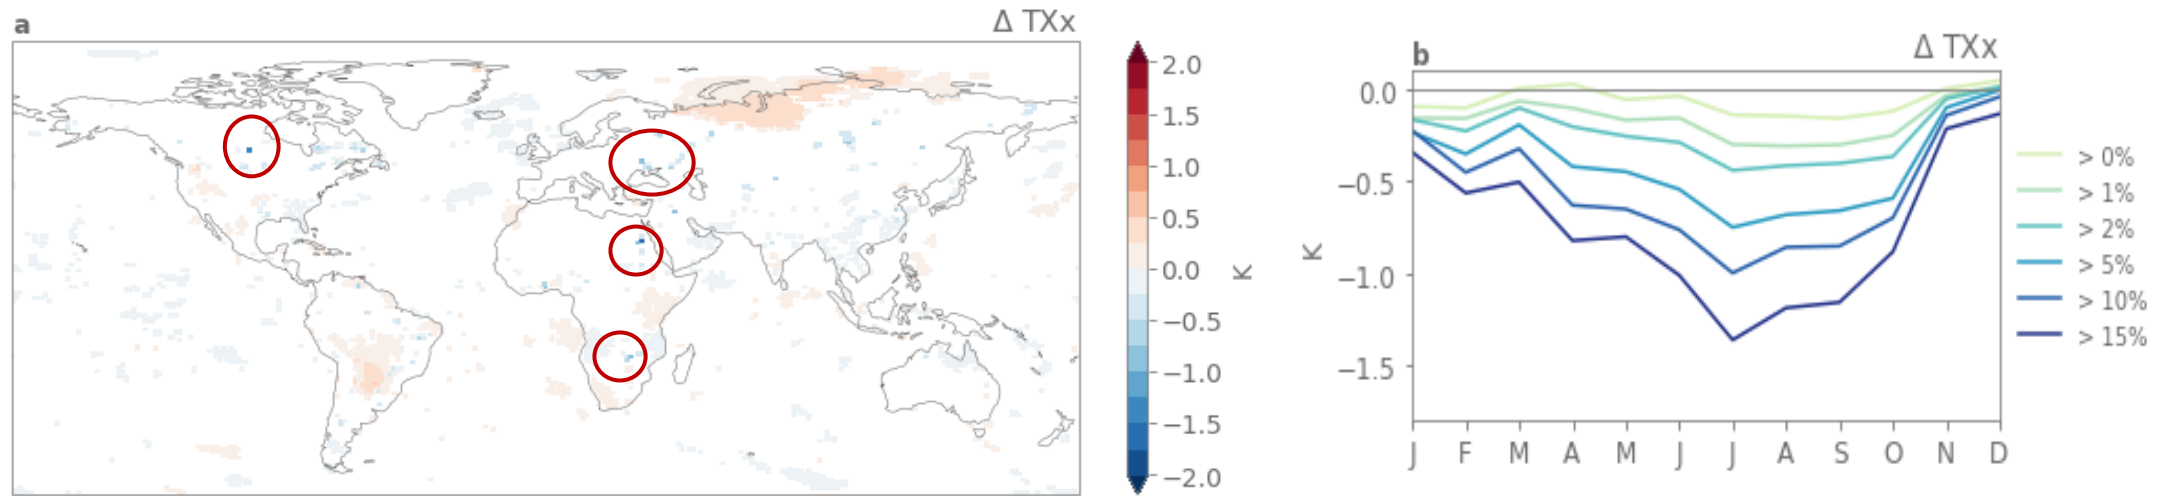 a
Δ TXx
2.0
1.5
1.0
0.5
0.0
−0.5
−1.0
−1.5
−2.0
K
b
Δ TXx
0.0
−0.5
−1.0
−1.5
K
J F M A M J J A S O N D
> 0%
> 1%
> 2%
> 5%
> 10%
> 15%